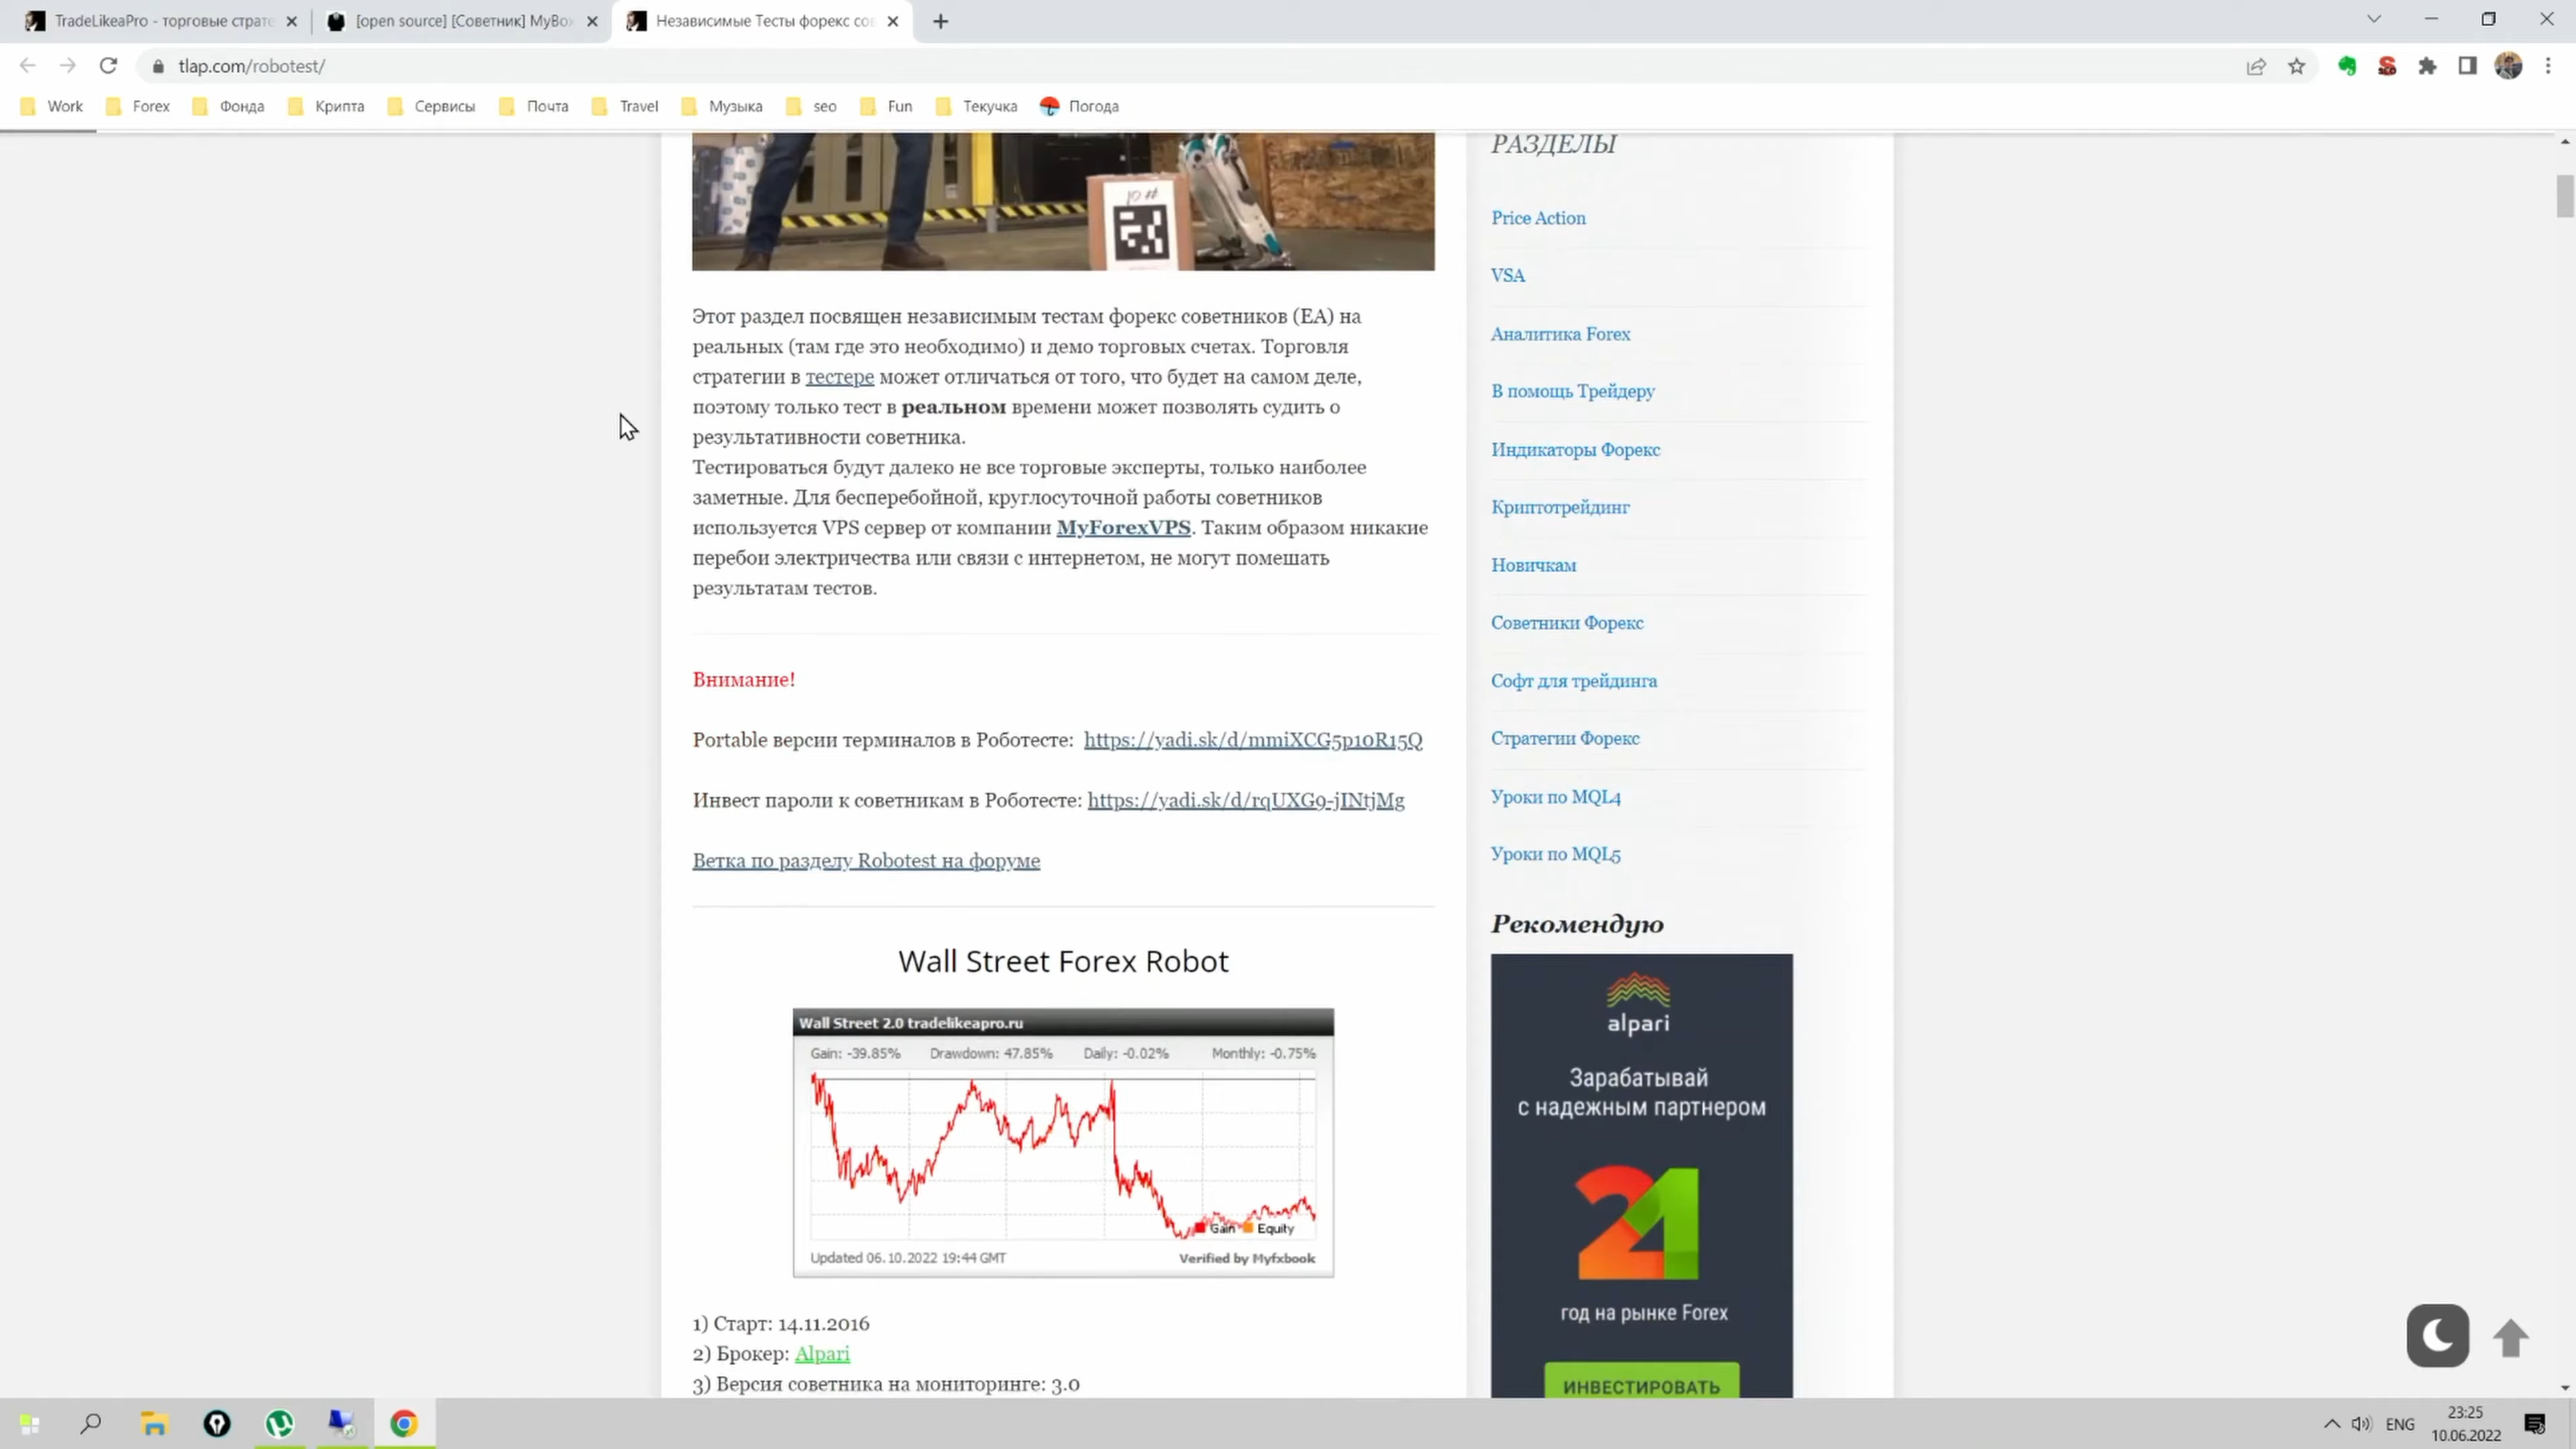 TradeLikeaPro - торговые страте
[open source] [Советник] MyBox
Независимые Тесты форекс сов
tlap.com/robotest/
Work
Forex
Фонда
Крипта
Сервисы
Почта
Travel
Музыка
seo
Fun
Текучка
Погода
Этот раздел посвящен независимым тестам форекс советников (EA) на
реальных (там где это необходимо) и демо торговых счетах. Торговля
стратегии в тестере может отличаться от того, что будет на самом деле,
поэтому только тест в реальном времени может позволять судить о
результативности советника.
Тестироваться будут далеко не все торговые эксперты, только наиболее
заметные. Для бесперебойной, круглосуточной работы советников
используется VPS сервер от компании MyForexVPS. Таким образом никакие
перебои электричества или связи с интернетом, не могут помешать
результатам тестов.
Внимание!
Portable версии терминалов в Роботесте: https://yadi.sk/d/mmiXCG5p10R15Q
Инвест пароли к советникам в Роботесте: https://yadi.sk/d/rqUXG9-jINtjMg
Ветка по разделу Robotest на форуме
Wall Street Forex Robot
Wall Street 2.0 tradelikeapro.ru
Gain: -39.85% Drawdown: 47.85% Daily: -0.02% Monthly: -0.75%
Gain Equity
Updated 06.10.2022 19:44 GMT Verified by Myfxbook
1) Старт: 14.11.2016
2) Брокер: Alpari
3) Версия советника на мониторинге: 3.0
РАЗДЕЛЫ
Price Action
VSA
Аналитика Forex
В помощь Трейдеру
Индикаторы Форекс
Криптотрейдинг
Новичкам
Советники Форекс
Софт для трейдинга
Стратегии Форекс
Уроки по MQL4
Уроки по MQL5
Рекомендую
alpari
Зарабатывай
с надежным партнером
21
год на рынке Forex
ИНВЕСТИРОВАТЬ
ENG
23:25
10.06.2022